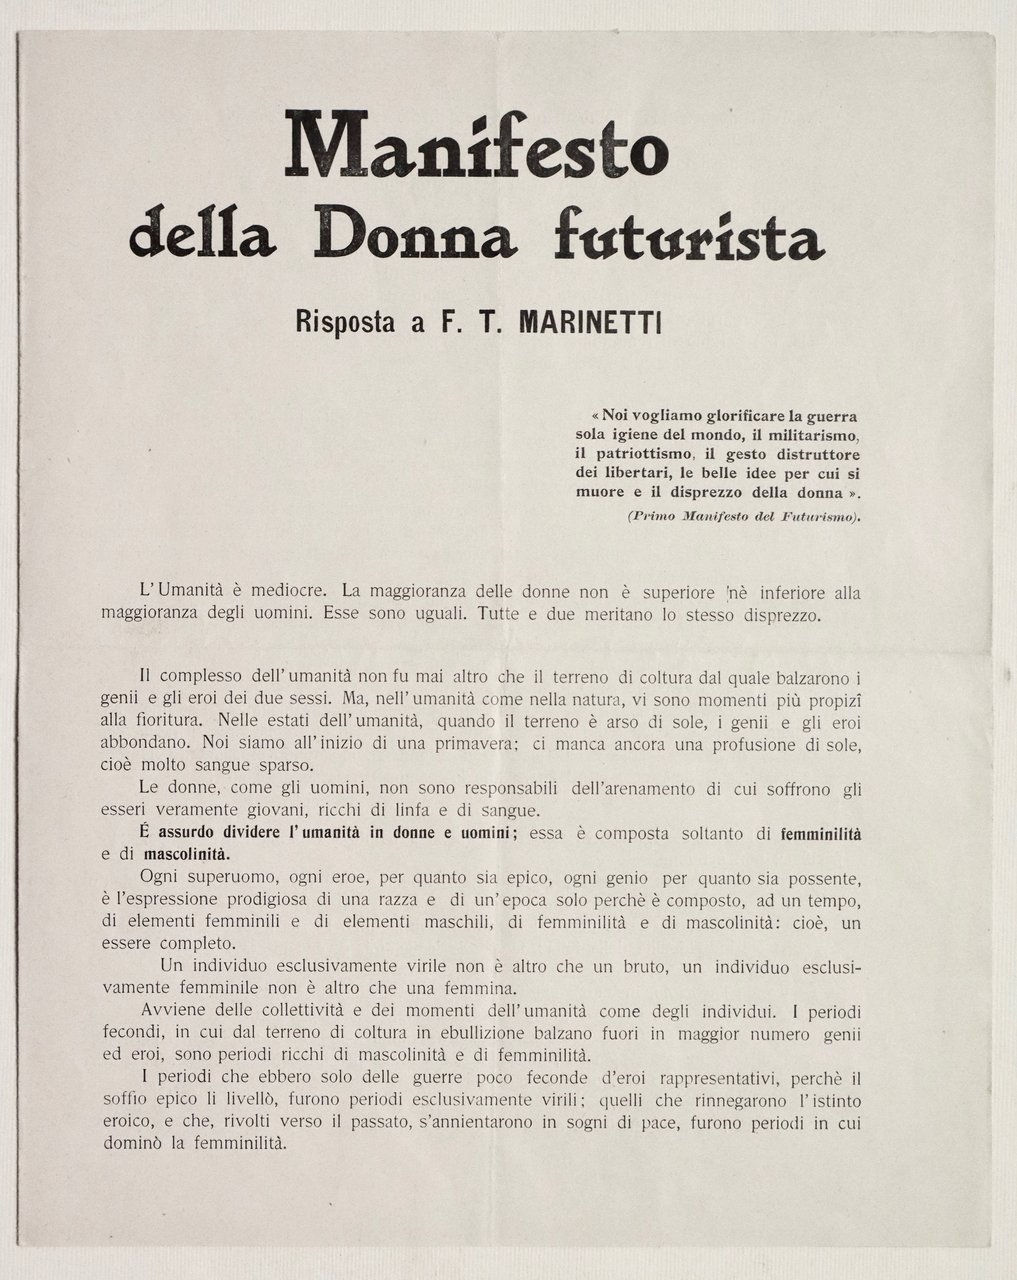 Manifesto
della Donna futurista
Risposta a F. T. MARINETTI
« Noi vogliamo glorificare la guerra
sola igiene del mondo, il militarismo,
il patriottismo, il gesto distruttore
dei libertari, le belle idee per cui si
muore e il disprezzo della donna ».
(Primo Manifesto del Futurismo).
L'Umanità è mediocre. La maggioranza delle donne non è superiore nè inferiore alla
maggioranza degli uomini. Esse sono uguali. Tutte e due meritano lo stesso disprezzo.
Il complesso dell'umanità non fu mai altro che il terreno di coltura dal quale balzarono i
genii e gli eroi dei due sessi. Ma, nell'umanità come nella natura, vi sono momenti più propizî
alla fioritura. Nelle estati dell'umanità, quando il terreno è arso di sole, i genii e gli eroi
abbondano. Noi siamo all'inizio di una primavera; ci manca ancora una profusione di sole,
cioè molto sangue sparso.
Le donne, come gli uomini, non sono responsabili dell'arenamento di cui soffrono gli
esseri veramente giovani, ricchi di linfa e di sangue.
É assurdo dividere l'umanità in donne e uomini; essa è composta soltanto di femminilità
e di mascolinità.
Ogni superuomo, ogni eroe, per quanto sia epico, ogni genio per quanto sia possente,
è l'espressione prodigiosa di una razza e di un'epoca solo perchè è composto, ad un tempo,
di elementi femminili e di elementi maschili, di femminilità e di mascolinità: cioè, un
essere completo.
Un individuo esclusivamente virile non è altro che un bruto, un individuo esclusi-
vamente femminile non è altro che una femmina.
Avviene delle collettività e dei momenti dell'umanità come degli individui. I periodi
fecondi, in cui dal terreno di coltura in ebullizione balzano fuori in maggior numero genii
ed eroi, sono periodi ricchi di mascolinità e di femminilità.
I periodi che ebbero solo delle guerre poco feconde d'eroi rappresentativi, perchè il
soffio epico li livellò, furono periodi esclusivamente virili; quelli che rinnegarono l'istinto
eroico, e che, rivolti verso il passato, s'annientarono in sogni di pace, furono periodi in cui
dominò la femminilità.